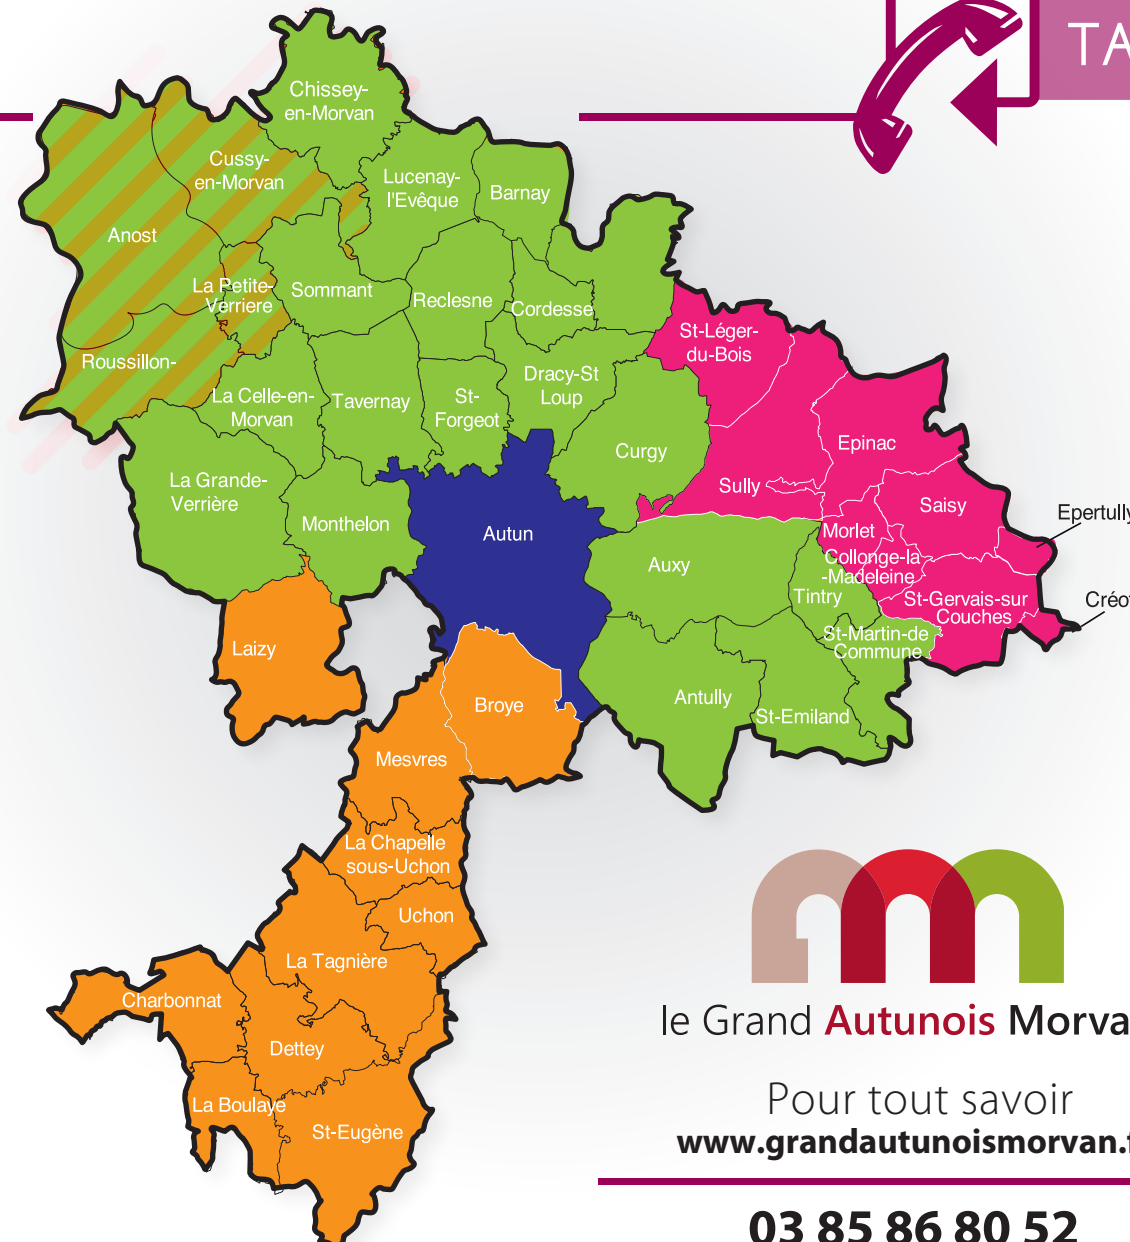 TA
Chissey-
en-Morvan
Cussy-
en-Morvan
Lucenay-
l'Evêque
Barnay
Anost
La Petite-
Verriere
Sommant
Reclesne
Cordesse
St-Léger-
du-Bois
Roussillon-
La Celle-en-
Morvan
Tavernay
St-
Forgeot
Dracy-St
Loup
Curgy
Epinac
La Grande-
Verrière
Sully
Saisy
Monthelon
Autun
Morlet
Epertully
Auxy
Collonge-la
-Madeleine
Tintry
St-Gervais-sur
Couches
Créo
Laizy
St-Martin-de
Commune
Broye
Antully
St-Emiland
Mesvres
La Chapelle
sous-Uchon
Uchon
La Tagnière
Charbonnat
Dettey
La Boulaye
St-Eugène
le Grand Autunois Morva
Pour tout savoir
www.grandautunoismorvan.f
03 85 86 80 52